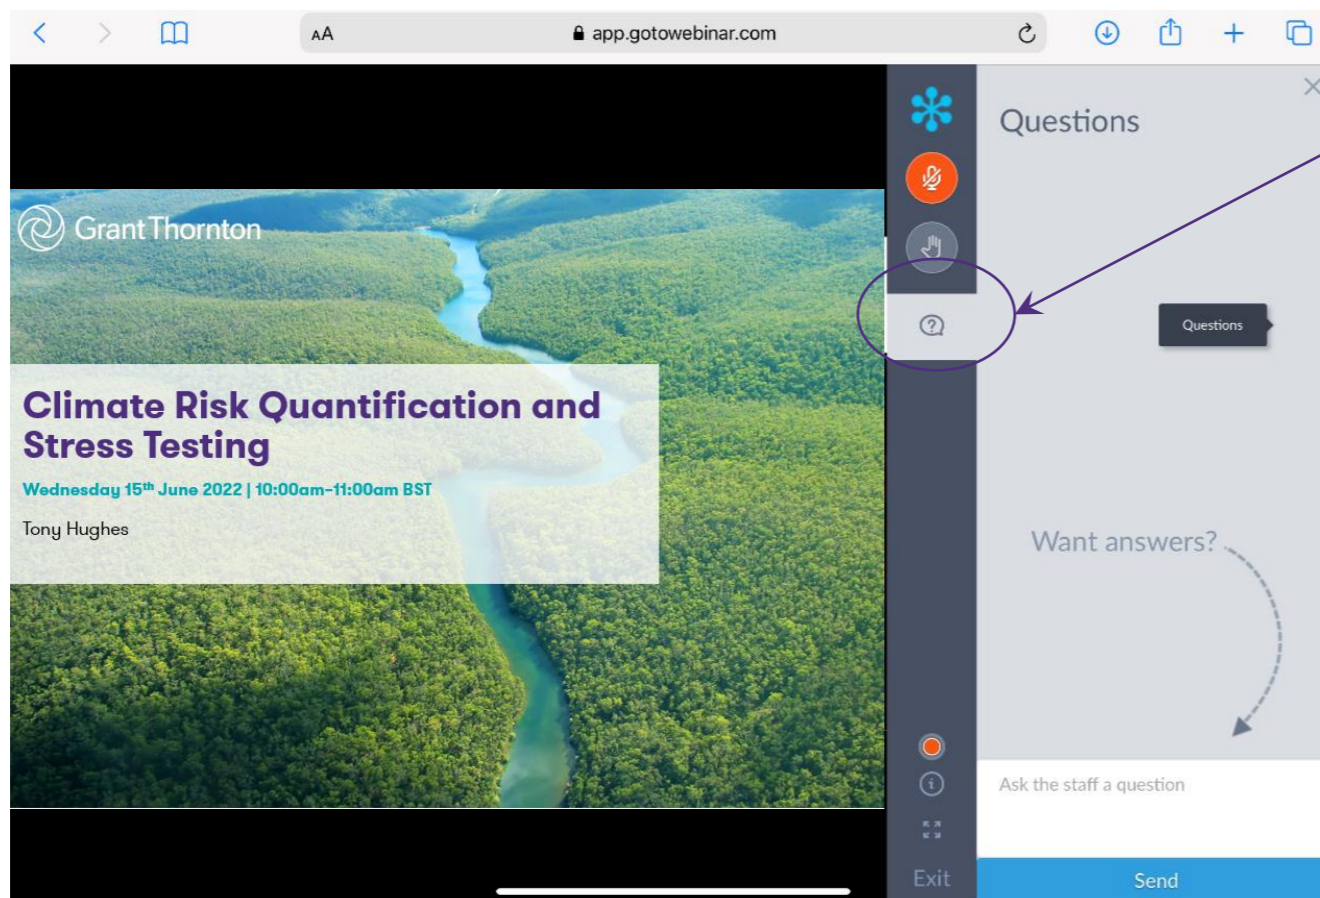 AA
app.gotowebinar.com
Questions
Grant Thornton
Questions
Climate Risk Quantification and
Stress Testing
Wednesday 15th June 2022 | 10:00am-11:00am BST
Tony Hughes
Want answers?
Ask the staff a question
Exit
Send